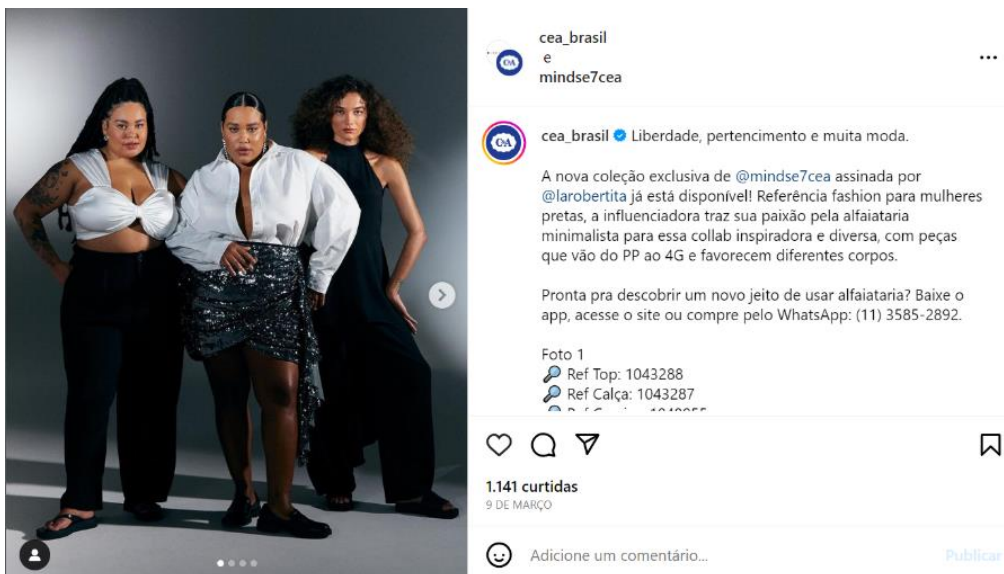 cea_brasil
e
mindse7cea
cea_brasil Liberdade, pertencimento e muita moda.
A nova coleção exclusiva de @mindse7cea assinada por
@larobertita já está disponível! Referência fashion para mulheres
pretas, a influenciadora traz sua paixão pela alfaiataria
minimalista para essa collab inspiradora e diversa, com peças
que vão do PP ao 4G e favorecem diferentes corpos.
Pronta pra descobrir um novo jeito de usar alfaiataria? Baixe o
app, acesse o site ou compre pelo WhatsApp: (11) 3585-2892.
Foto 1
🔎 Ref Top: 1043288
🔎 Ref Calça: 1043287
1.141 curtidas
9 DE MARÇO
Adicione um comentário...
Publicar